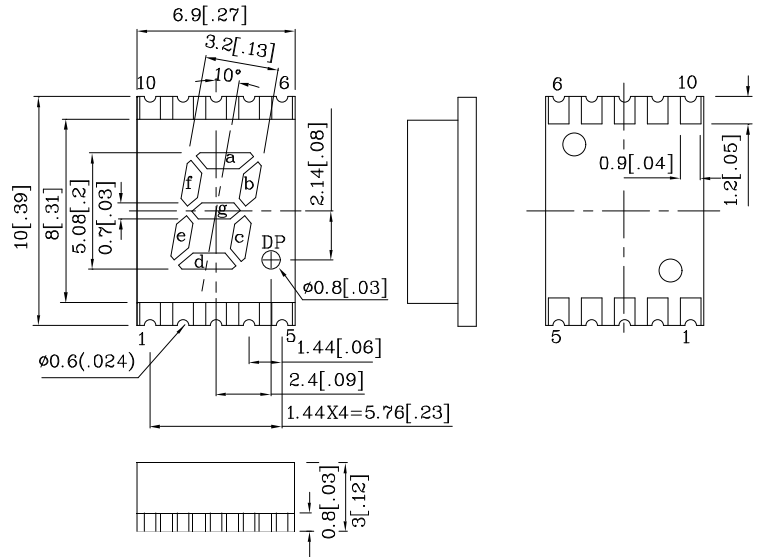 6.9[.27]
3.2[.13]
10°
10
6
6
10
a
f
b
g
e
c
d
DP
10[.39]
8[.31]
5.08[.2]
0.7[.03]
2.14[.08]
0.9[.04]
1.2[.05]
ø0.8[.03]
1
5
5
1
ø0.6(.024)
1.44[.06]
2.4[.09]
1.44X4=5.76[.23]
0.8[.03]
3[.12]